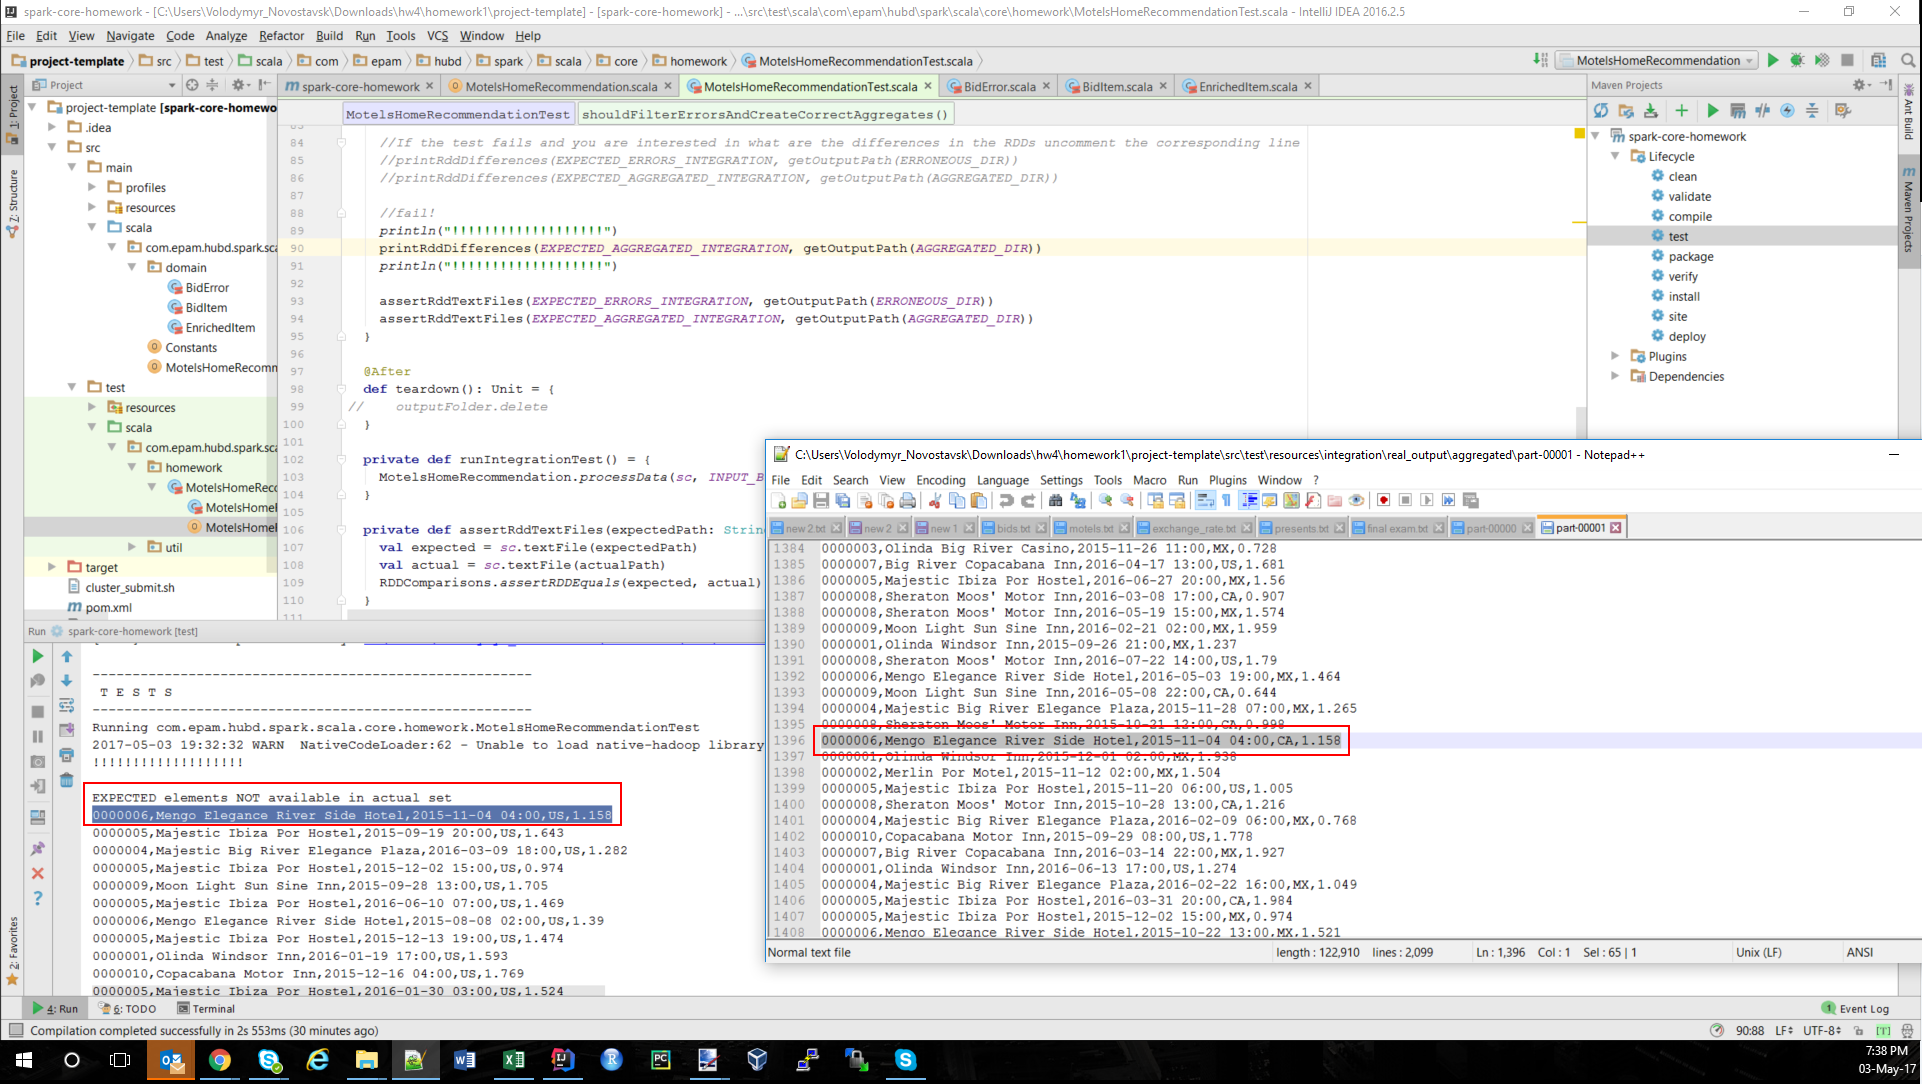 spark-core-homework - [C:\Users\Volodymyr_Novostavsk\Downloads\hw4\homework1\project-template] - [spark-core-homework] - ...\src\test\scala\com\epam\hubd\spark\scala\core\homework\MotelsHomeRecommendationTest.scala - IntelliJ IDEA 2016.2.5
File Edit View Navigate Code Analyze Refactor Build Run Tools VCS Window Help
project-template src test scala com epam hubd spark scala core homework MotelsHomeRecommendationTest.scala
MotelsHomeRecommendation
Project
spark-core-homework MotelsHomeRecommendation.scala MotelsHomeRecommendationTest.scala BidError.scala BidItem.scala EnrichedItem.scala
Maven Projects
MotelsHomeRecommendationTest shouldFilterErrorsAndCreateCorrectAggregates()
1: Project
Z: Structure
2: Favorites
Ant Build
Maven Projects
project-template [spark-core-homewo
.idea
src
main
profiles
resources
scala
com.epam.hubd.spark.sca
domain
BidError
BidItem
EnrichedItem
Constants
MotelsHomeRecomm
test
resources
scala
com.epam.hubd.spark.sca
homework
MotelsHomeReco
MotelsHomeI
MotelsHomeI
util
target
cluster_submit.sh
pom.xml
84 //If the test fails and you are interested in what are the differences in the RDDs uncomment the corresponding line
85 //printRddDifferences(EXPECTED_ERRORS_INTEGRATION, getOutputPath(ERRONEOUS_DIR))
86 //printRddDifferences(EXPECTED_AGGREGATED_INTEGRATION, getOutputPath(AGGREGATED_DIR))
87
88 //fail!
89 println("!!!!!!!!!!!!!!!!!!!")
90 printRddDifferences(EXPECTED_AGGREGATED_INTEGRATION, getOutputPath(AGGREGATED_DIR))
91 println("!!!!!!!!!!!!!!!!!!!")
92
93 assertRddTextFiles(EXPECTED_ERRORS_INTEGRATION, getOutputPath(ERRONEOUS_DIR))
94 assertRddTextFiles(EXPECTED_AGGREGATED_INTEGRATION, getOutputPath(AGGREGATED_DIR))
95 }
96
97 @After
98 def teardown(): Unit = {
99 // outputFolder.delete
100 }
101
102 private def runIntegrationTest() = {
103 MotelsHomeRecommendation.processData(sc, INPUT_B
104 }
105
106 private def assertRddTextFiles(expectedPath: Strin
107 val expected = sc.textFile(expectedPath)
108 val actual = sc.textFile(actualPath)
109 RDDComparisons.assertRDDEquals(expected, actual)
110 }
111
spark-core-homework
Lifecycle
clean
validate
compile
test
package
verify
install
site
deploy
Plugins
Dependencies
Run spark-core-homework [test]
-------------------------------------------------------
T E S T S
-------------------------------------------------------
Running com.epam.hubd.spark.scala.core.homework.MotelsHomeRecommendationTest
2017-05-03 19:32:32 WARN NativeCodeLoader:62 - Unable to load native-hadoop library
!!!!!!!!!!!!!!!!!!!
EXPECTED elements NOT available in actual set
0000006,Mengo Elegance River Side Hotel,2015-11-04 04:00,US,1.158
0000005,Majestic Ibiza Por Hostel,2015-09-19 20:00,US,1.643
0000004,Majestic Big River Elegance Plaza,2016-03-09 18:00,US,1.282
0000005,Majestic Ibiza Por Hostel,2015-12-02 15:00,US,0.974
0000009,Moon Light Sun Sine Inn,2015-09-28 13:00,US,1.705
0000005,Majestic Ibiza Por Hostel,2016-06-10 07:00,US,1.469
0000006,Mengo Elegance River Side Hotel,2015-08-08 02:00,US,1.39
0000005,Majestic Ibiza Por Hostel,2015-12-13 19:00,US,1.474
0000001,Olinda Windsor Inn,2016-01-19 17:00,US,1.593
0000010,Copacabana Motor Inn,2015-12-16 04:00,US,1.769
0000005,Majestic Ibiza Por Hostel,2016-01-30 03:00,US,1.524
C:\Users\Volodymyr_Novostavsk\Downloads\hw4\homework1\project-template\src\test\resources\integration\real_output\aggregated\part-00001 - Notepad++
File Edit Search View Encoding Language Settings Tools Macro Run Plugins Window ?
new 2.txt new 2 new 1 bids.txt motels.txt exchange_rate.txt presents.txt final exam.txt part-00000 part-00001
1384 0000003,Olinda Big River Casino,2015-11-26 11:00,MX,0.728
1385 0000007,Big River Copacabana Inn,2016-04-17 13:00,US,1.681
1386 0000005,Majestic Ibiza Por Hostel,2016-06-27 20:00,MX,1.56
1387 0000008,Sheraton Moos' Motor Inn,2016-03-08 17:00,CA,0.907
1388 0000008,Sheraton Moos' Motor Inn,2016-05-19 15:00,MX,1.574
1389 0000009,Moon Light Sun Sine Inn,2016-02-21 02:00,MX,1.959
1390 0000001,Olinda Windsor Inn,2015-09-26 21:00,MX,1.237
1391 0000008,Sheraton Moos' Motor Inn,2016-07-22 14:00,US,1.79
1392 0000006,Mengo Elegance River Side Hotel,2016-05-03 19:00,MX,1.464
1393 0000009,Moon Light Sun Sine Inn,2016-05-08 22:00,CA,0.644
1394 0000004,Majestic Big River Elegance Plaza,2015-11-28 07:00,MX,1.265
1395 0000008,Sheraton Moos' Motor Inn,2015-10-21 12:00,CA,0.998
1396 0000006,Mengo Elegance River Side Hotel,2015-11-04 04:00,CA,1.158
1397 0000001,Olinda Windsor Inn,2015-12-01 02:00,MX,1.938
1398 0000002,Merlin Por Motel,2015-11-12 02:00,MX,1.504
1399 0000005,Majestic Ibiza Por Hostel,2015-11-20 06:00,US,1.005
1400 0000008,Sheraton Moos' Motor Inn,2015-10-28 13:00,CA,1.216
1401 0000004,Majestic Big River Elegance Plaza,2016-02-09 06:00,MX,0.768
1402 0000010,Copacabana Motor Inn,2015-09-29 08:00,US,1.778
1403 0000007,Big River Copacabana Inn,2016-03-14 22:00,MX,1.927
1404 0000001,Olinda Windsor Inn,2016-06-13 17:00,US,1.274
1405 0000004,Majestic Big River Elegance Plaza,2016-02-22 16:00,MX,1.049
1406 0000005,Majestic Ibiza Por Hostel,2016-03-31 20:00,CA,1.984
1407 0000005,Majestic Ibiza Por Hostel,2015-12-02 15:00,MX,0.974
1408 0000006,Mengo Elegance River Side Hotel,2015-10-22 13:00,MX,1.521
Normal text file length : 122,910 lines : 2,099 Ln : 1,396 Col : 1 Sel : 65 | 1 Unix (LF) ANSI
4: Run 6: TODO Terminal 1 Event Log
Compilation completed successfully in 2s 553ms (30 minutes ago) 90:88 LF UTF-8 [T]
7:38 PM
03-May-17